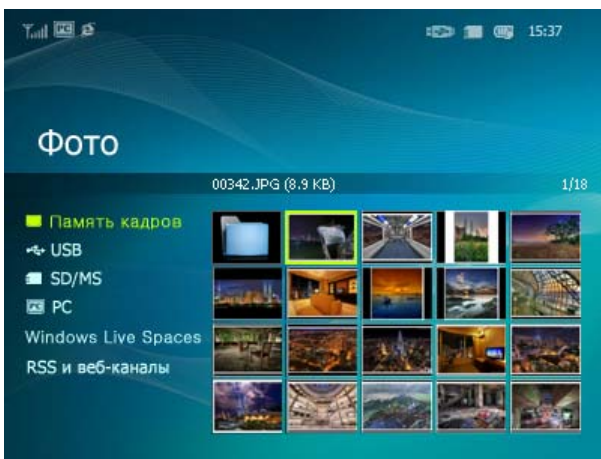 15:37
Фото
00342.JPG (8.9 KB) 1/18
Память кадров
USB
SD/MS
PC
Windows Live Spaces
RSS и веб-каналы